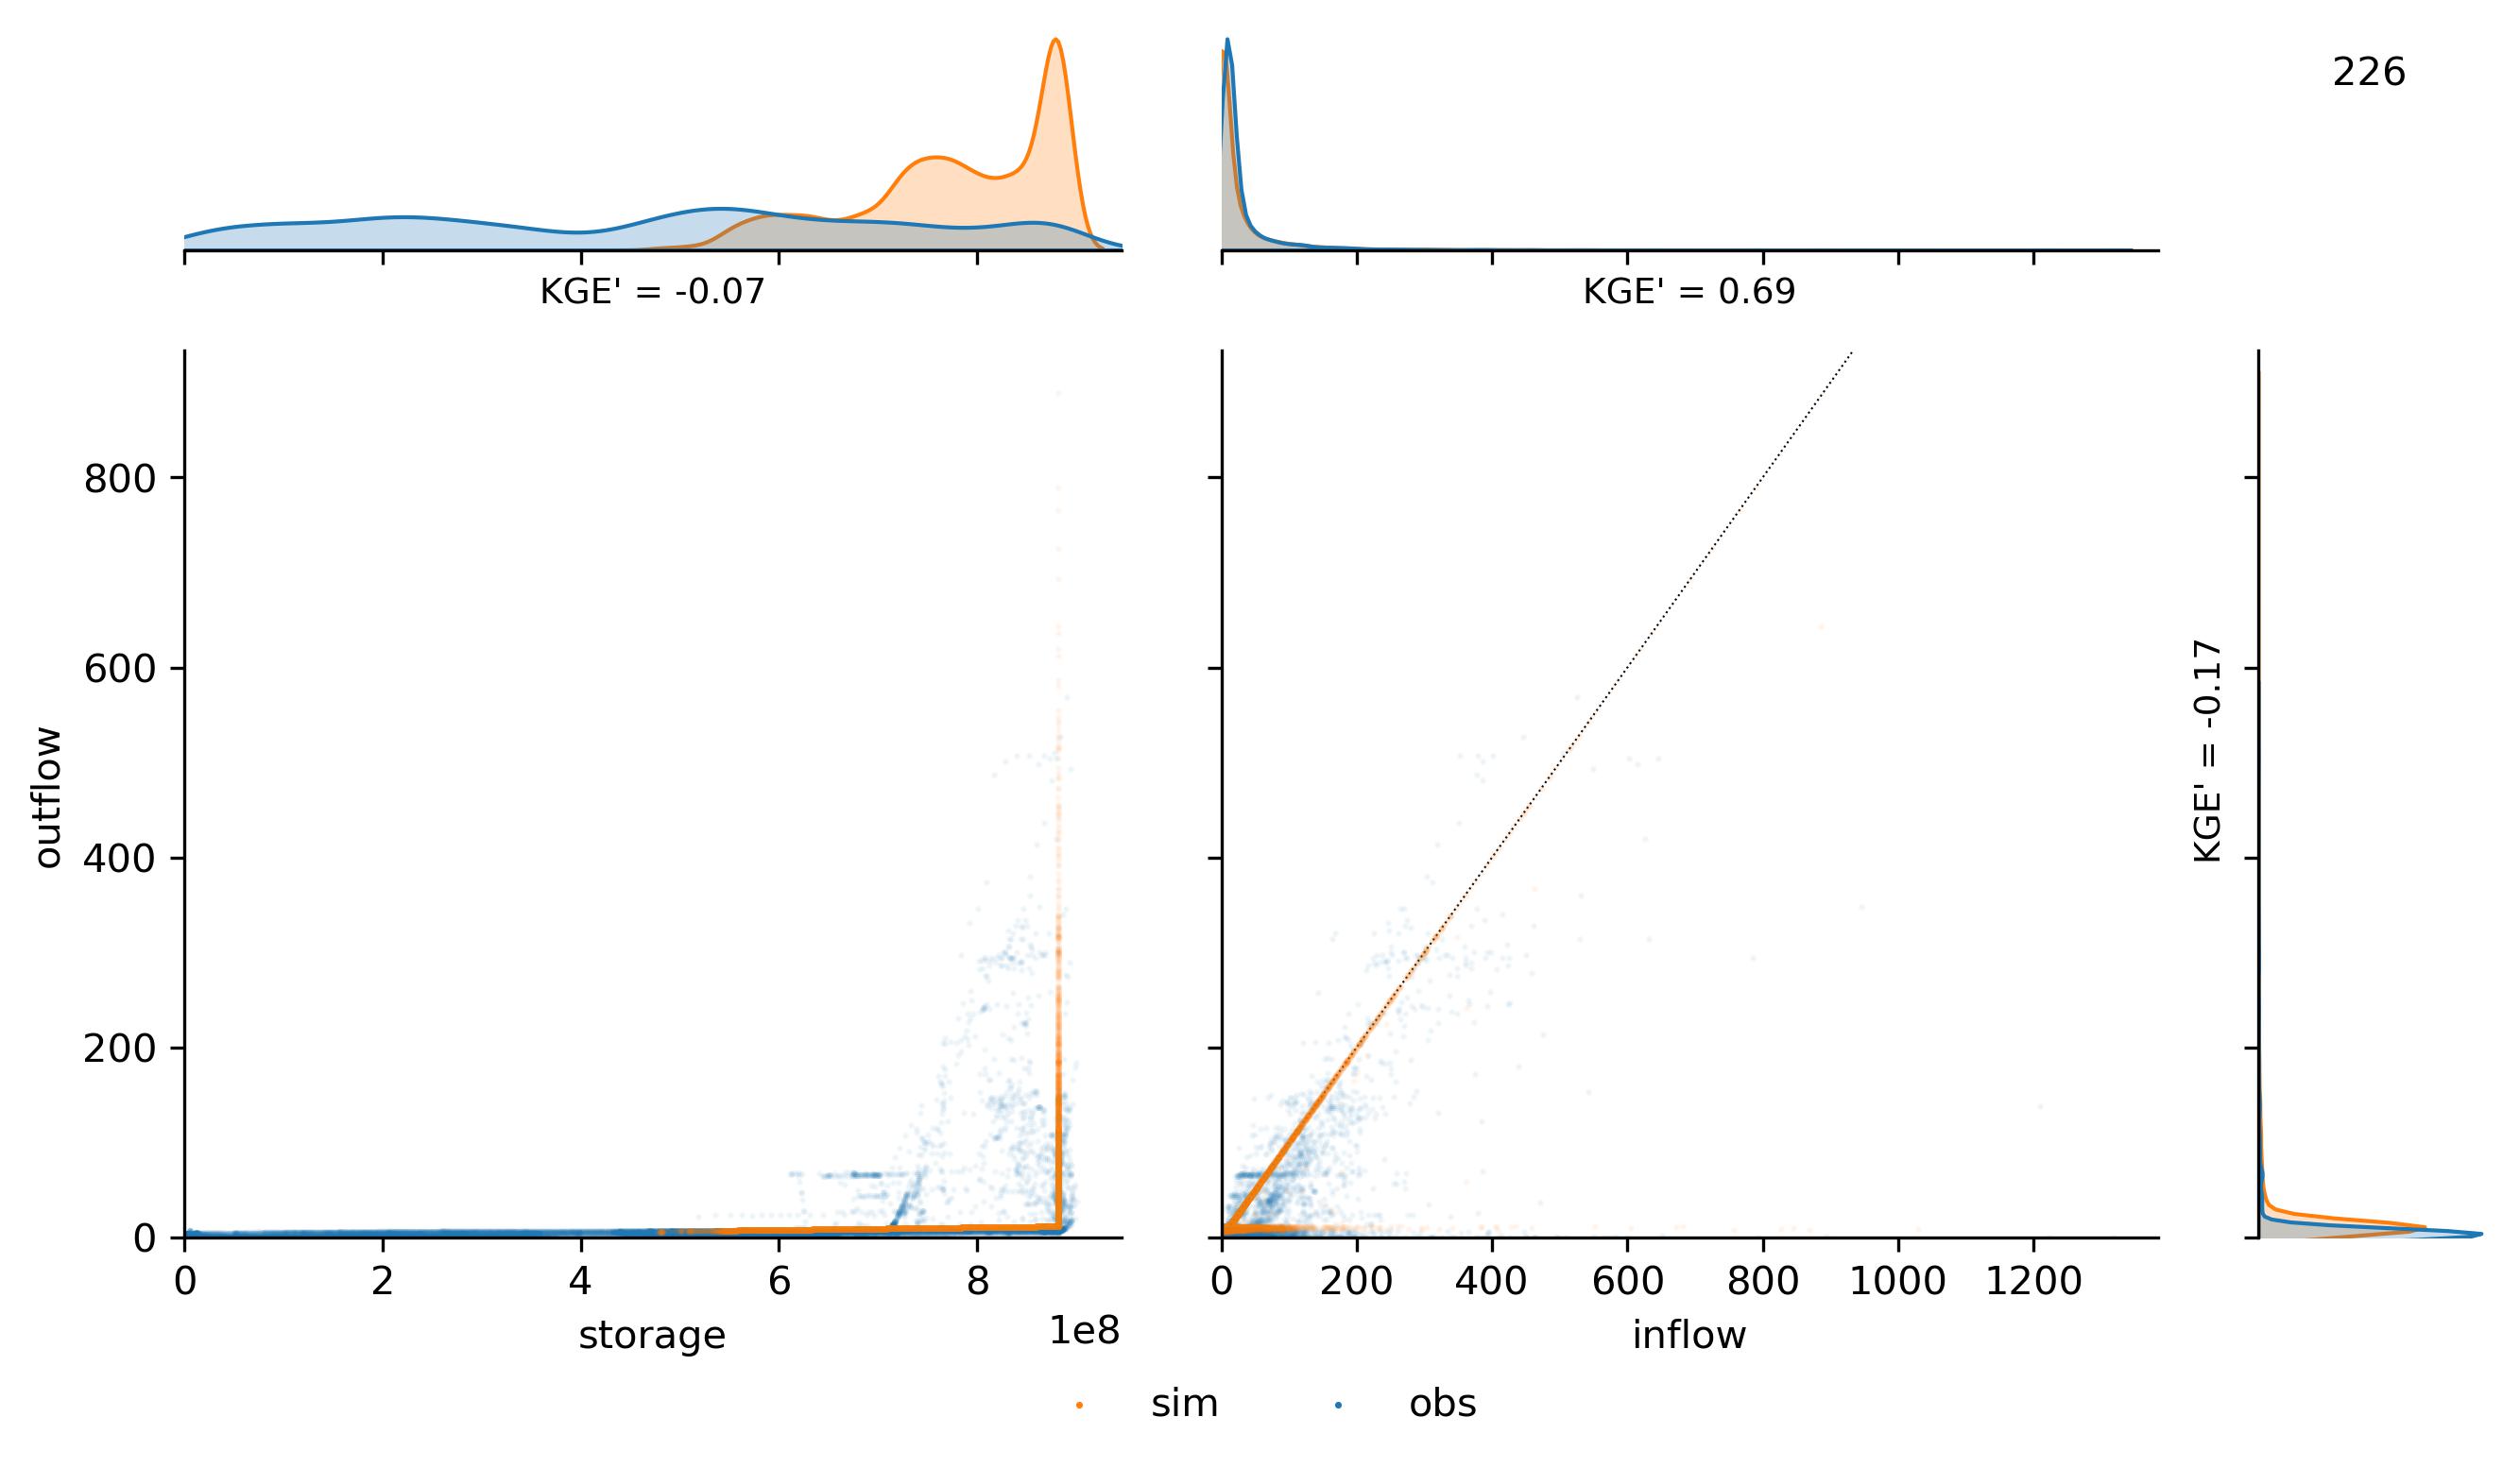 226
KGE' = -0.07
KGE' = 0.69
800
600
400
200
0
outflow
KGE' = -0.17
0 2 4 6 8
1e8
storage
0 200 400 600 800 1000 1200
inflow
sim obs